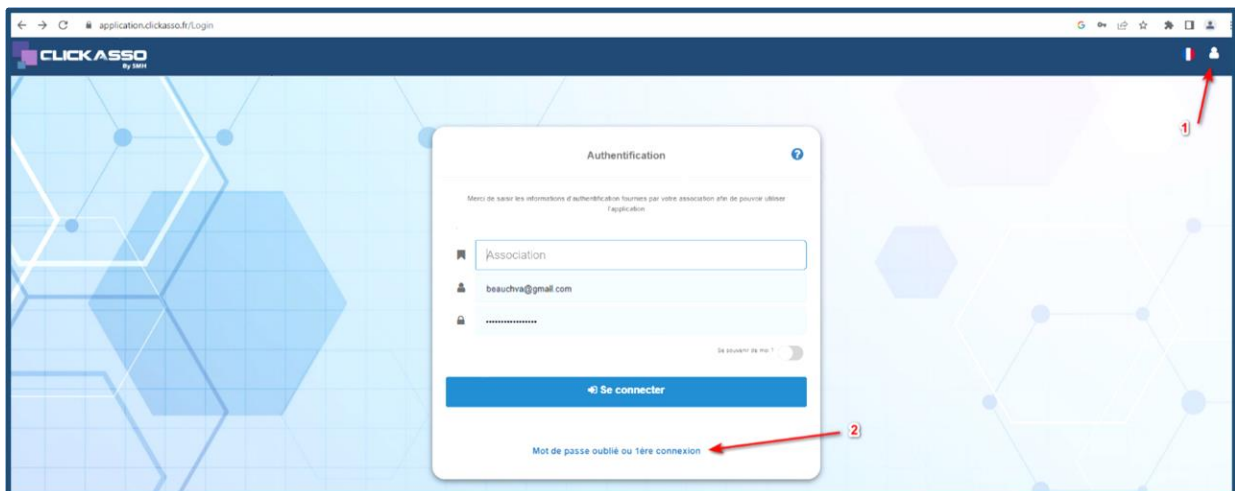 application.clickasso.fr/Login
CLICKASSO
By SMH
1
Authentification
Merci de saisir les informations d'authentification fournies par votre association afin de pouvoir utiliser
l'application
Association
beauchva@gmail.com
Se souvenir de moi ?
Se connecter
2
Mot de passe oublié ou 1ère connexion